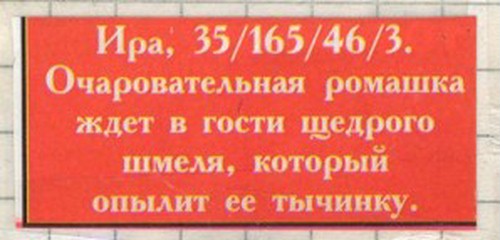 Ира, 35/165/46/3.
Очаровательная ромашка
ждет в гости щедрого
шмеля, который
опылит ее тычинку.